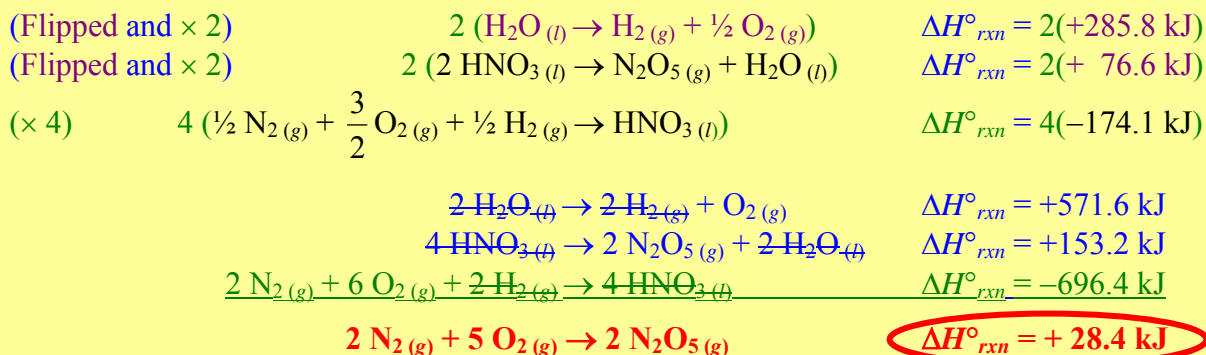 (Flipped and × 2) 2 (H₂O (l) → H₂ (g) + ½ O₂ (g)) ΔH°rxn = 2(+285.8 kJ)
(Flipped and × 2) 2 (2 HNO₃ (l) → N₂O₅ (g) + H₂O (l)) ΔH°rxn = 2(+ 76.6 kJ)
(× 4) 4 (½ N₂ (g) + 3/2 O₂ (g) + ½ H₂ (g) → HNO₃ (l)) ΔH°rxn = 4(−174.1 kJ)
2 H₂O (l) → 2 H₂ (g) + O₂ (g) ΔH°rxn = +571.6 kJ
4 HNO₃ (l) → 2 N₂O₅ (g) + 2 H₂O (l) ΔH°rxn = +153.2 kJ
2 N₂ (g) + 6 O₂ (g) + 2 H₂ (g) → 4 HNO₃ (l) ΔH°rxn = −696.4 kJ
2 N₂ (g) + 5 O₂ (g) → 2 N₂O₅ (g) ΔH°rxn = + 28.4 kJ